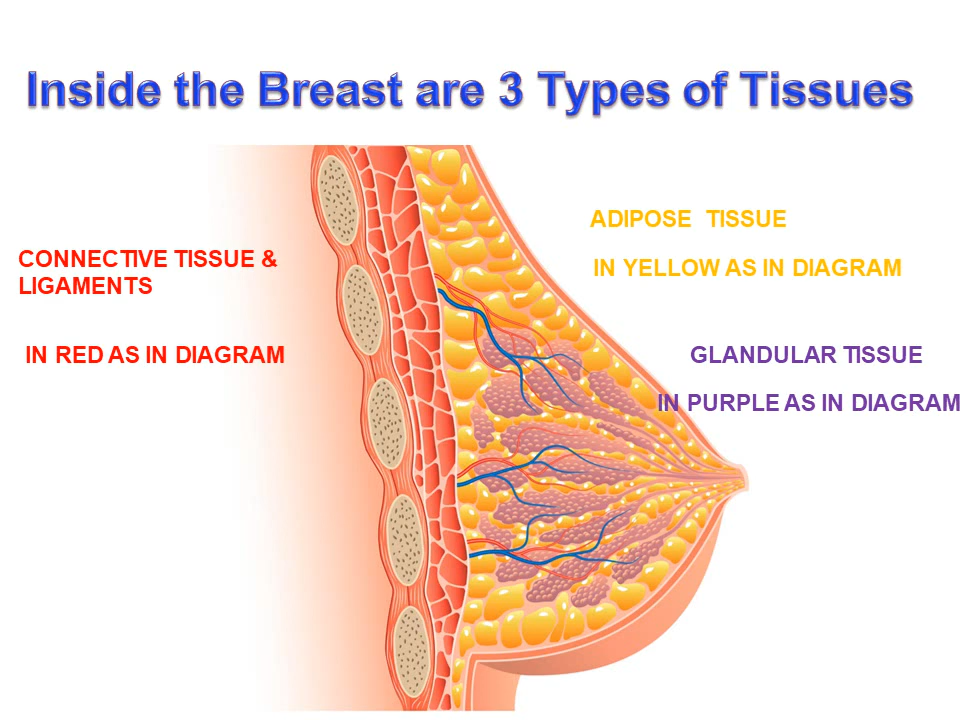 Inside the Breast are 3 Types of Tissues
ADIPOSE TISSUE
CONNECTIVE TISSUE &
LIGAMENTS
IN YELLOW AS IN DIAGRAM
IN RED AS IN DIAGRAM
GLANDULAR TISSUE
IN PURPLE AS IN DIAGRAM